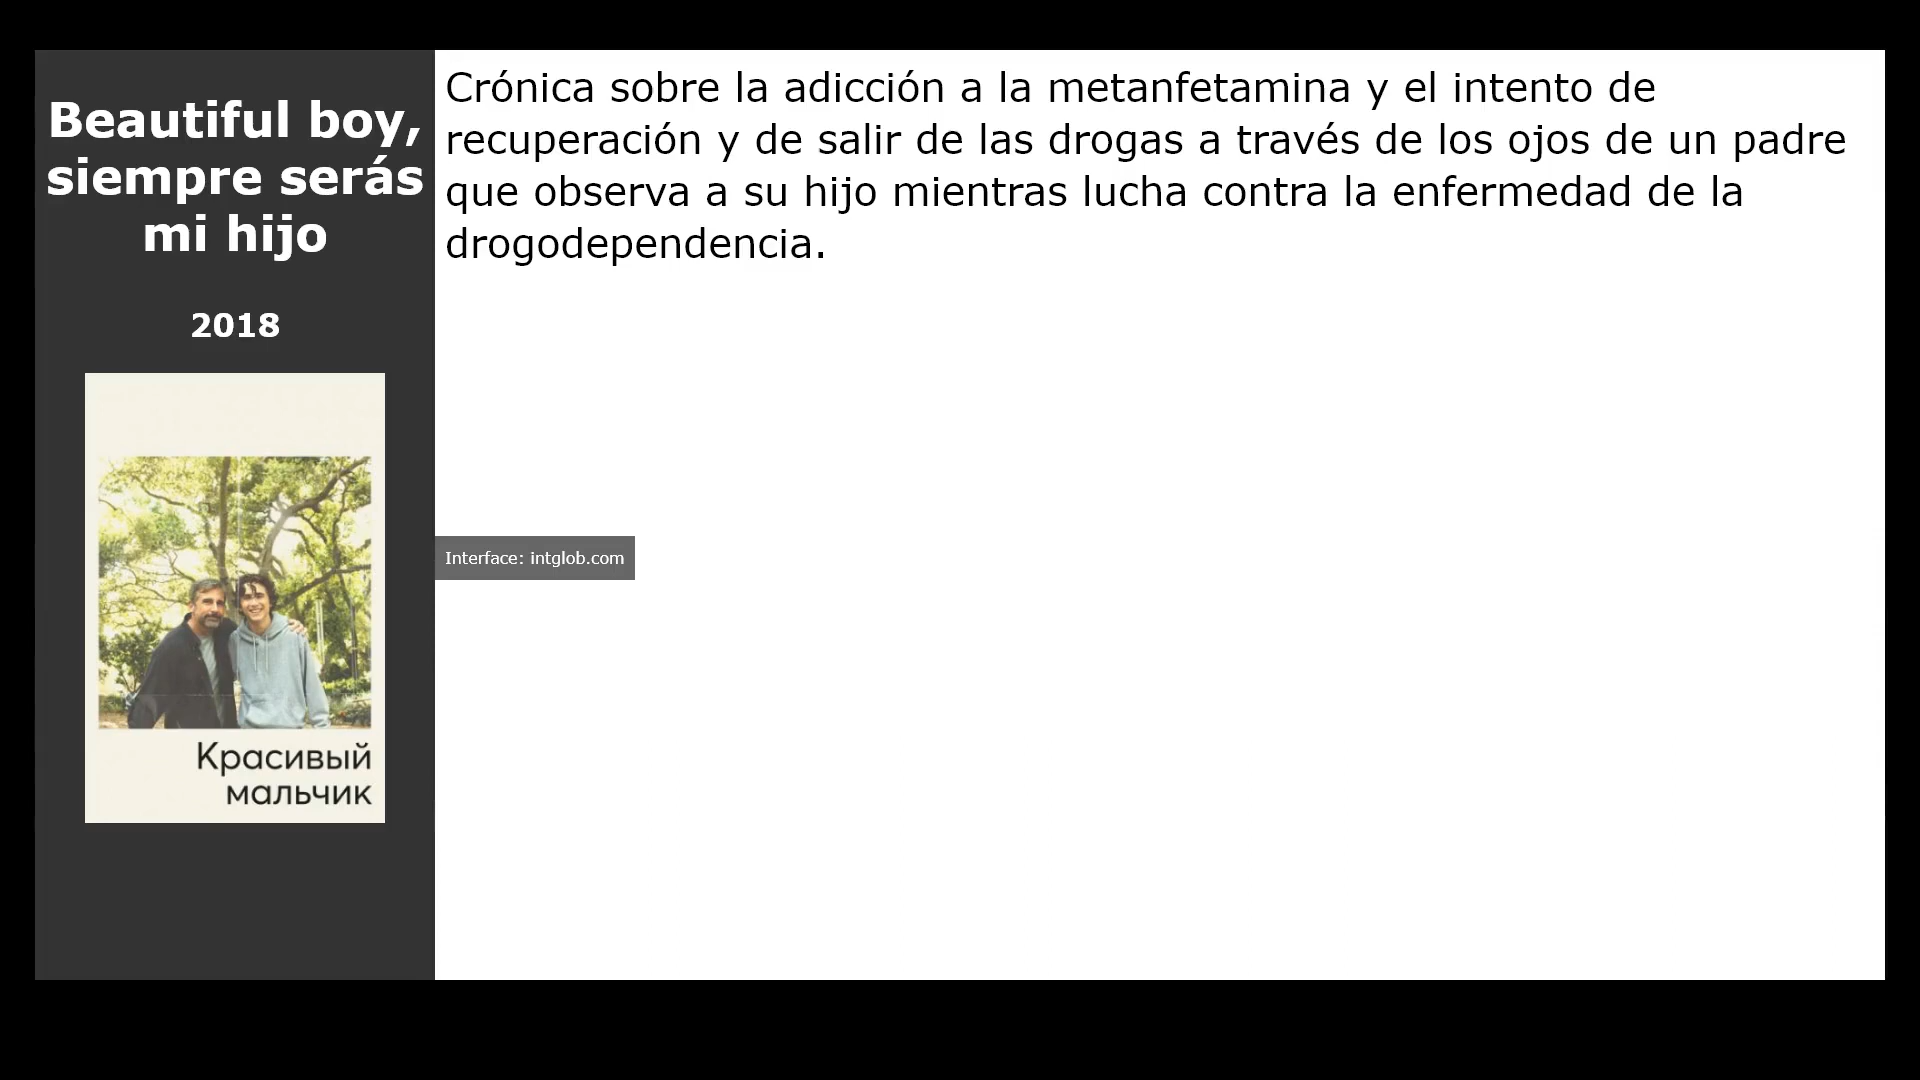 Beautiful boy,
siempre serás
mi hijo
2018
Красивый
мальчик
Crónica sobre la adicción a la metanfetamina y el intento de
recuperación y de salir de las drogas a través de los ojos de un padre
que observa a su hijo mientras lucha contra la enfermedad de la
drogodependencia.
Interface: intglob.com